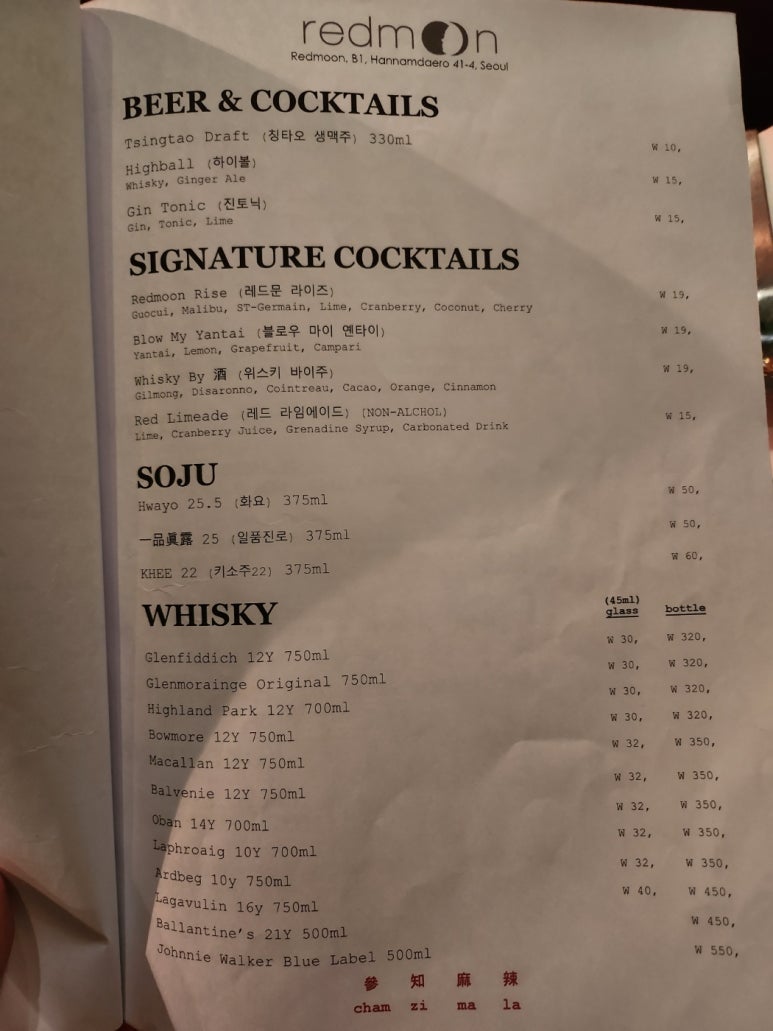 redmoon
Redmoon, B1, Hannamdaero 41-4, Seoul
BEER & COCKTAILS
Tsingtao Draft (칭타오 생맥주) 330ml W 10,
Highball (하이볼) W 15,
Whisky, Ginger Ale
Gin Tonic (진토닉) W 15,
Gin, Tonic, Lime
SIGNATURE COCKTAILS
Redmoon Rise (레드문 라이즈) W 19,
Guocui, Malibu, ST-Germain, Lime, Cranberry, Coconut, Cherry
Blow My Yantai (블로우 마이 옌타이) W 19,
Yantai, Lemon, Grapefruit, Campari
Whisky By 酒 (위스키 바이주) W 19,
Gilmong, Disaronno, Cointreau, Cacao, Orange, Cinnamon
Red Limeade (레드 라임에이드) (NON-ALCHOL) W 15,
Lime, Cranberry Juice, Grenadine Syrup, Carbonated Drink
SOJU
Hwayo 25.5 (화요) 375ml W 50,
一品眞露 25 (일품진로) 375ml W 50,
KHEE 22 (키소주22) 375ml W 60,
WHISKY (45ml) glass bottle
Glenfiddich 12Y 750ml W 30, W 320,
Glenmorainge Original 750ml W 30, W 320,
Highland Park 12Y 700ml W 30, W 320,
Bowmore 12Y 750ml W 30, W 320,
Macallan 12Y 750ml W 32, W 350,
Balvenie 12Y 750ml W 32, W 350,
Oban 14Y 700ml W 32, W 350,
Laphroaig 10Y 700ml W 32, W 350,
Ardbeg 10y 750ml W 32, W 350,
Lagavulin 16y 750ml W 40, W 450,
Ballantine's 21Y 500ml W 450,
Johnnie Walker Blue Label 500ml W 550,
參 知 麻 辣
cham zi ma la